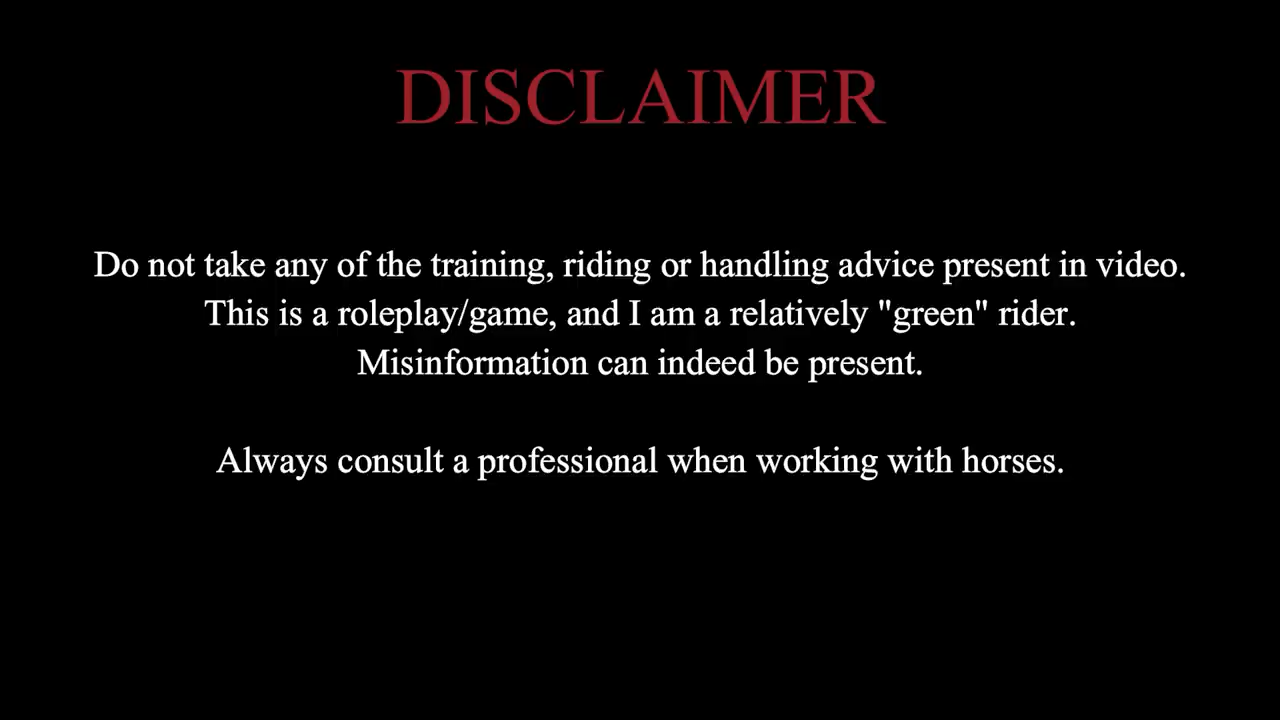 DISCLAIMER
Do not take any of the training, riding or handling advice present in video.
This is a roleplay/game, and I am a relatively "green" rider.
Misinformation can indeed be present.
Always consult a professional when working with horses.